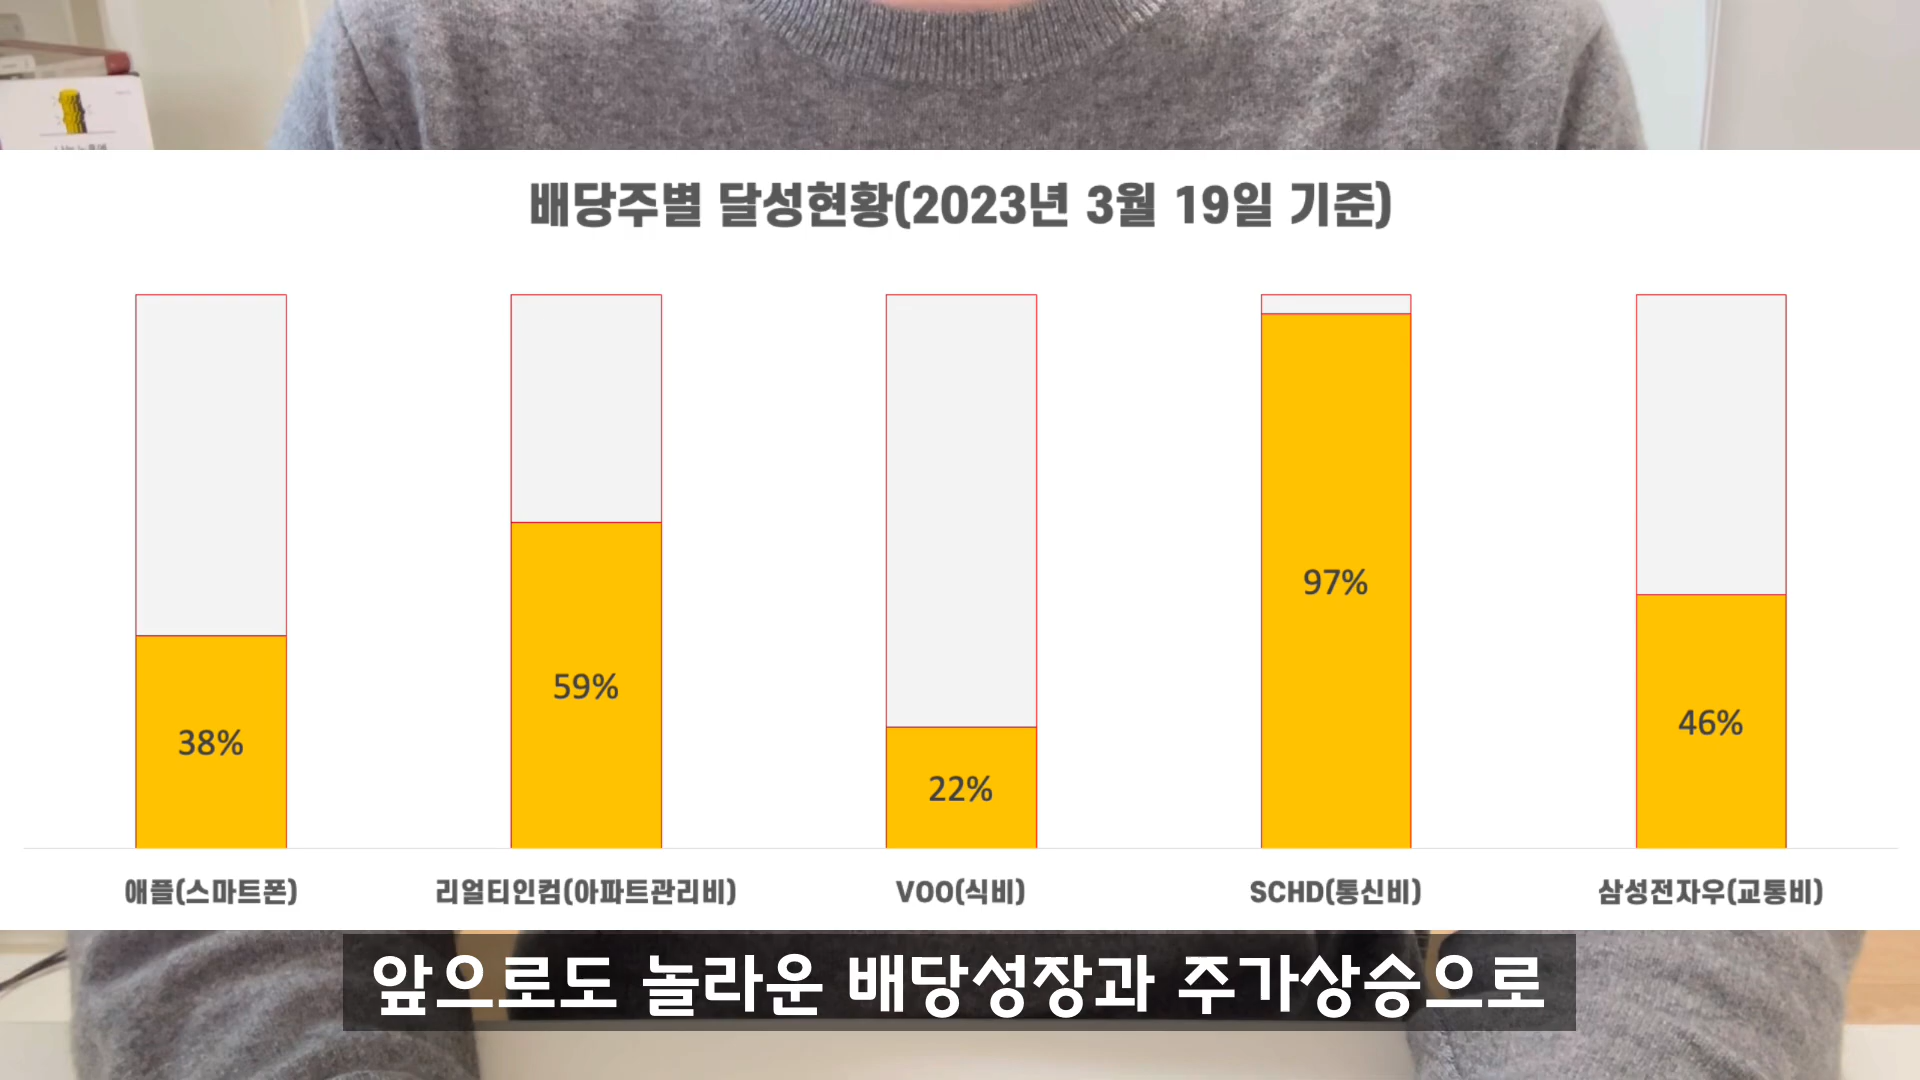 배당주별 달성현황(2023년 3월 19일 기준)
38%
59%
22%
97%
46%
애플(스마트폰)
리얼티인컴(아파트관리비)
VOO(식비)
SCHD(통신비)
삼성전자우(교통비)
앞으로도 놀라운 배당성장과 주가상승으로